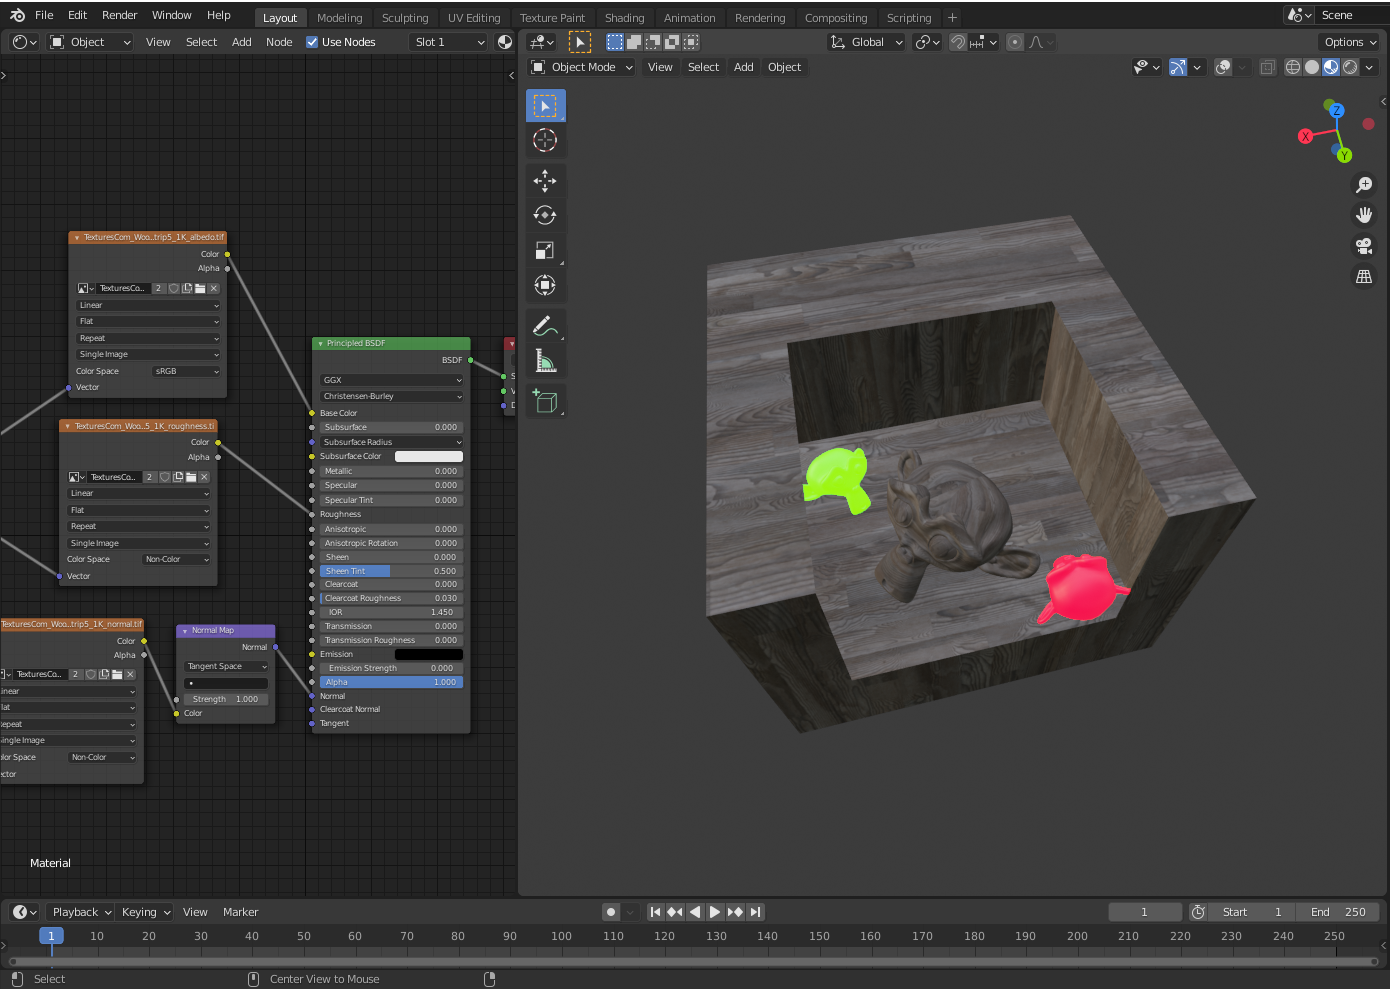 File Edit Render Window Help Layout Modeling Sculpting UV Editing Texture Paint Shading Animation Rendering Compositing Scripting + Scene
Object View Select Add Node Use Nodes Slot 1 Global Options
Object Mode View Select Add Object
Z
X
Y
TexturesCom_Woo...trip5_1K_albedo.tif
Color
Alpha
TexturesCo... 2
Linear
Flat
Repeat
Single Image
Color Space sRGB
Vector
TexturesCom_Woo...5_1K_roughness.ti
Color
Alpha
TexturesCo... 2
Linear
Flat
Repeat
Single Image
Color Space Non-Color
Vector
TexturesCom_Woo...trip5_1K_normal.tif
Color
Alpha
TexturesCo... 2
inear
lat
epeat
ingle Image
olor Space Non-Color
ector
Normal Map
Normal
Tangent Space
Strength 1.000
Color
Principled BSDF
BSDF
GGX
Christensen-Burley
Base Color
Subsurface 0.000
Subsurface Radius
Subsurface Color
Metallic 0.000
Specular 0.000
Specular Tint 0.000
Roughness
Anisotropic 0.000
Anisotropic Rotation 0.000
Sheen 0.000
Sheen Tint 0.500
Clearcoat 0.000
Clearcoat Roughness 0.030
IOR 1.450
Transmission 0.000
Transmission Roughness 0.000
Emission
Emission Strength 0.000
Alpha 1.000
Normal
Clearcoat Normal
Tangent
S
V
D
Material
Playback Keying View Marker 1 Start 1 End 250
1 10 20 30 40 50 60 70 80 90 100 110 120 130 140 150 160 170 180 190 200 210 220 230 240 250
Select Center View to Mouse